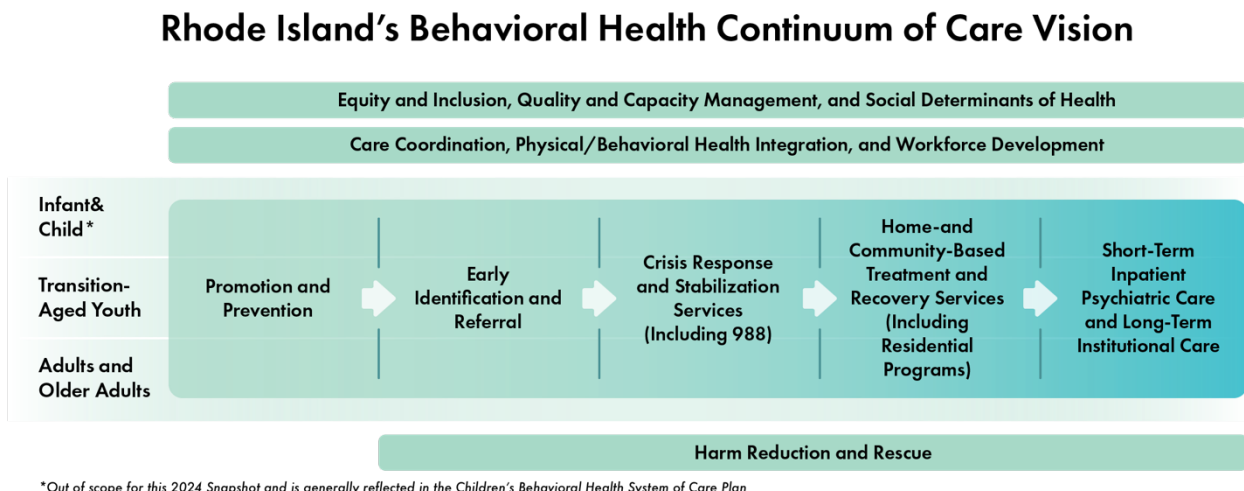 Rhode Island's Behavioral Health Continuum of Care Vision
Equity and Inclusion, Quality and Capacity Management, and Social Determinants of Health
Care Coordination, Physical/Behavioral Health Integration, and Workforce Development
Infant&
Child*
Transition-
Aged Youth
Adults and
Older Adults
Promotion and
Prevention
Early
Identification and
Referral
Crisis Response
and Stabilization
Services
(Including 988)
Home-and
Community-Based
Treatment and
Recovery Services
(Including
Residential
Programs)
Short-Term
Inpatient
Psychiatric Care
and Long-Term
Institutional Care
Harm Reduction and Rescue
*Out of scope for this 2024 Snapshot and is generally reflected in the Children's Behavioral Health System of Care Plan